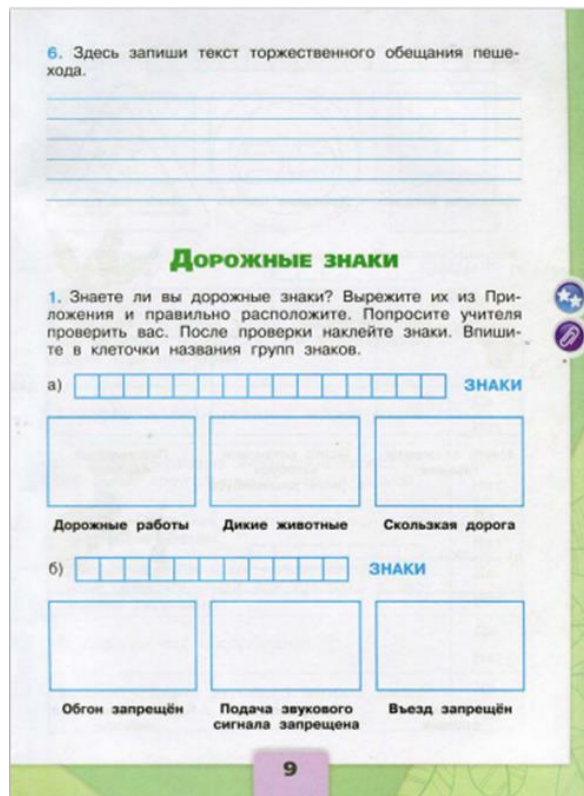 6. Здесь запиши текст торжественного обещания пеше-
хода.
Дорожные знаки
1. Знаете ли вы дорожные знаки? Вырежите их из При-
ложения и правильно расположите. Попросите учителя
проверить вас. После проверки наклейте знаки. Впиши-
те в клеточки названия групп знаков.
а) ЗНАКИ
Дорожные работы Дикие животные Скользкая дорога
б) ЗНАКИ
Обгон запрещён Подача звукового Въезд запрещён
сигнала запрещена
9